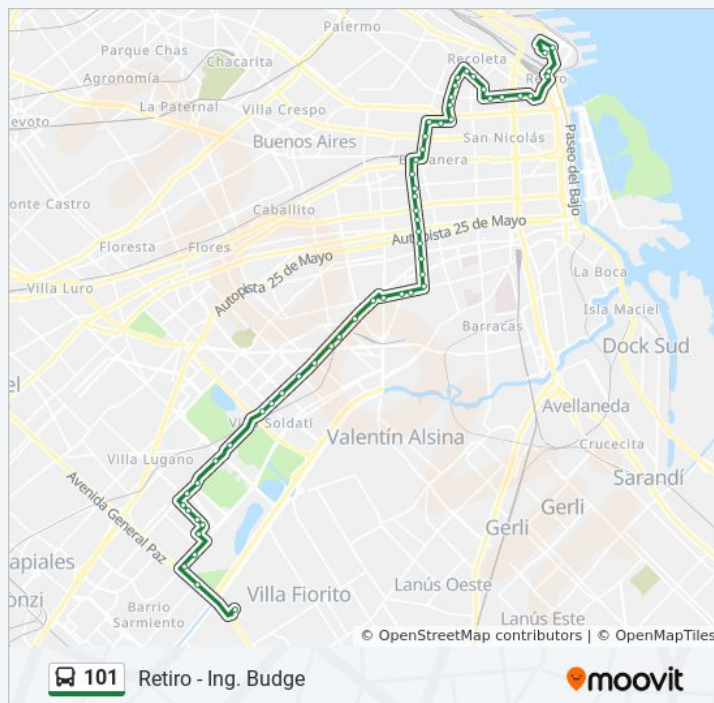 Palermo
Parque Chas
Chacarita
Recoleta
Retiro
Agronomía
La Paternal
Villa Crespo
evoto
San Nicolás
Buenos Aires
Paseo del Bajo
onte Castro
Caballito
Floresta
Flores
Autopista 25 de Mayo
Autopista 25 de Mayo
La Boca
Villa Luro
Isla Maciel
Barracas
Dock Sud
el
Avellaneda
Villa Soldati
Valentín Alsina
Crucecita
Villa Lugano
Sarandí
Avenida General Paz
Gerli
Gerli
apiales
Lanús Oeste
onzi
Villa Fiorito
Barrio
Sarmiento
Lanús Este
© OpenStreetMap contributors | © OpenMapTiles
101 Retiro - Ing. Budge
moovit